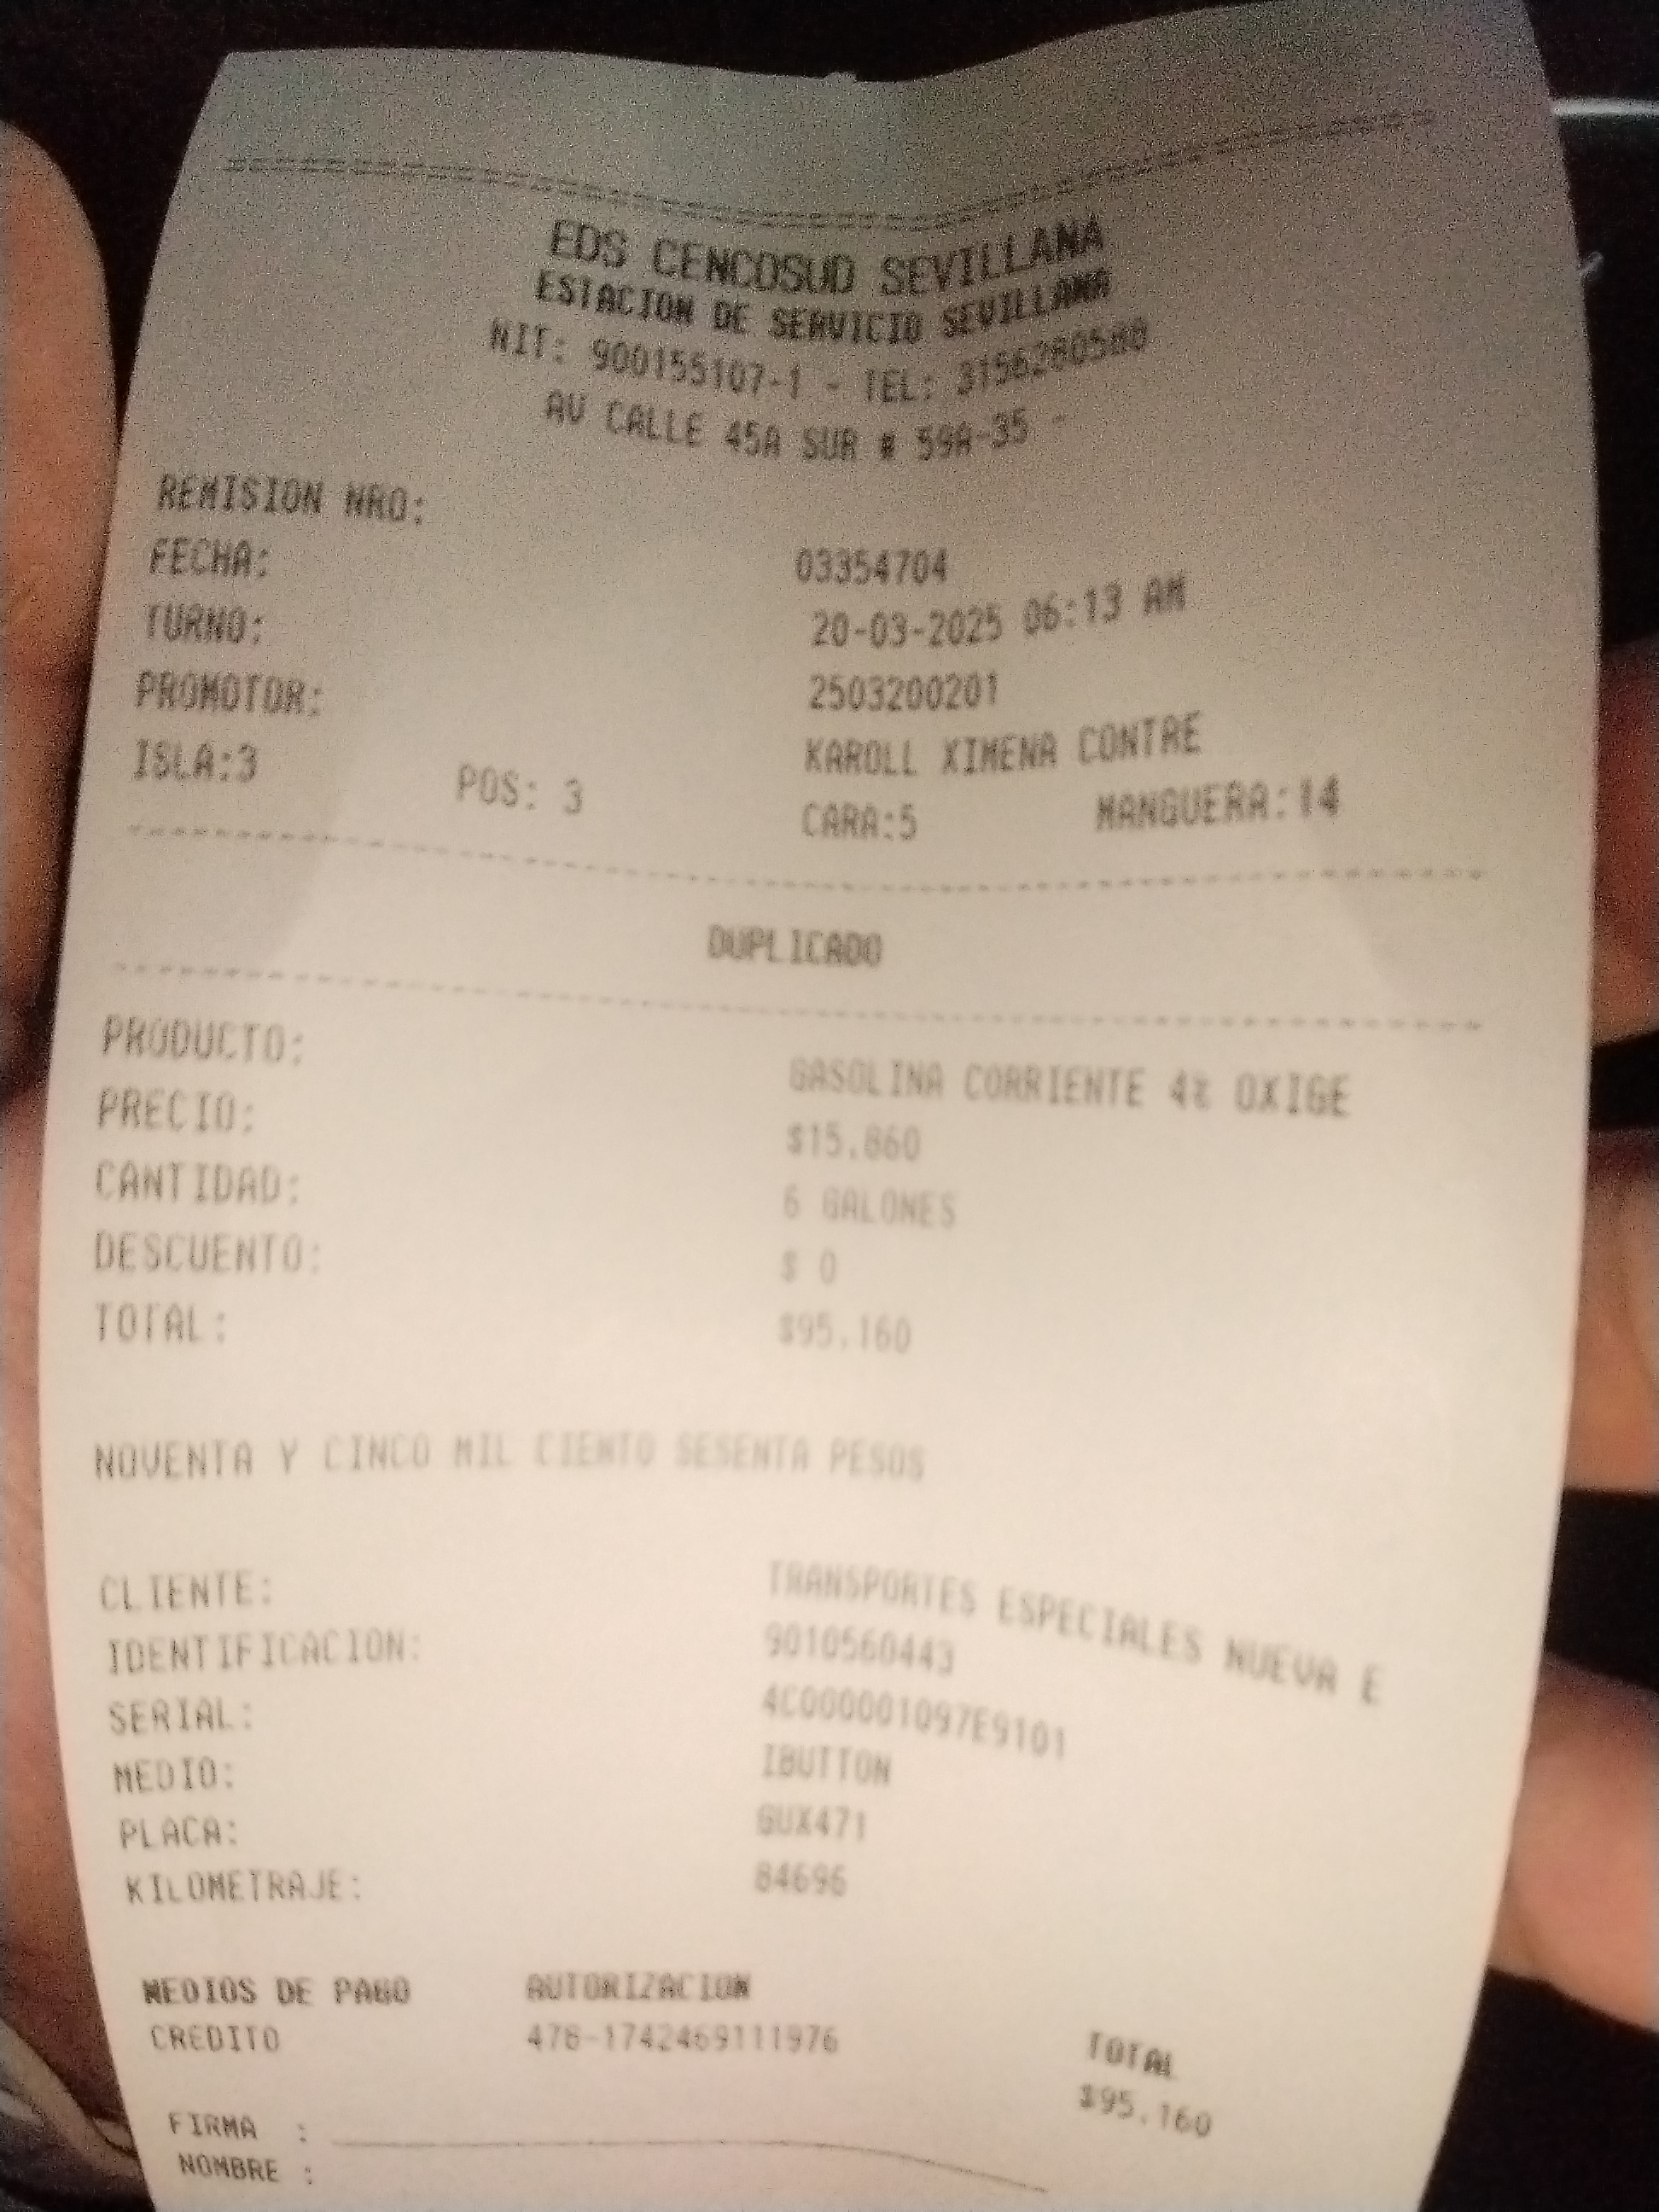 EDS CENCOSUD SEVILLANA
ESTACION DE SERVICIO SEVILLANA
NIT: 900155107-1 - TEL: 3156280580
AV CALLE 45A SUR # 59A-35 -
REMISION NRO: 03354704
FECHA: 20-03-2025 06:13 AM
TURNO: 2503200201
PROMOTOR: KAROLL XIMENA CONTRE
ISLA:3 POS: 3 CARA:5 MANGUERA:14
DUPLICADO
PRODUCTO: GASOLINA CORRIENTE 4% OXIGE
PRECIO: $15.860
CANTIDAD: 6 GALONES
DESCUENTO: $ 0
TOTAL: $95.160
NOVENTA Y CINCO MIL CIENTO SESENTA PESOS
CLIENTE: TRANSPORTES ESPECIALES NUEVA E
IDENTIFICACION: 9010560443
SERIAL: 4C000001097E9101
MEDIO: IBUTTON
PLACA: GUX471
KILOMETRAJE: 84696
MEDIOS DE PAGO AUTORIZACION TOTAL
CREDITO 478-1742469111976 $95.160
FIRMA :
NOMBRE :